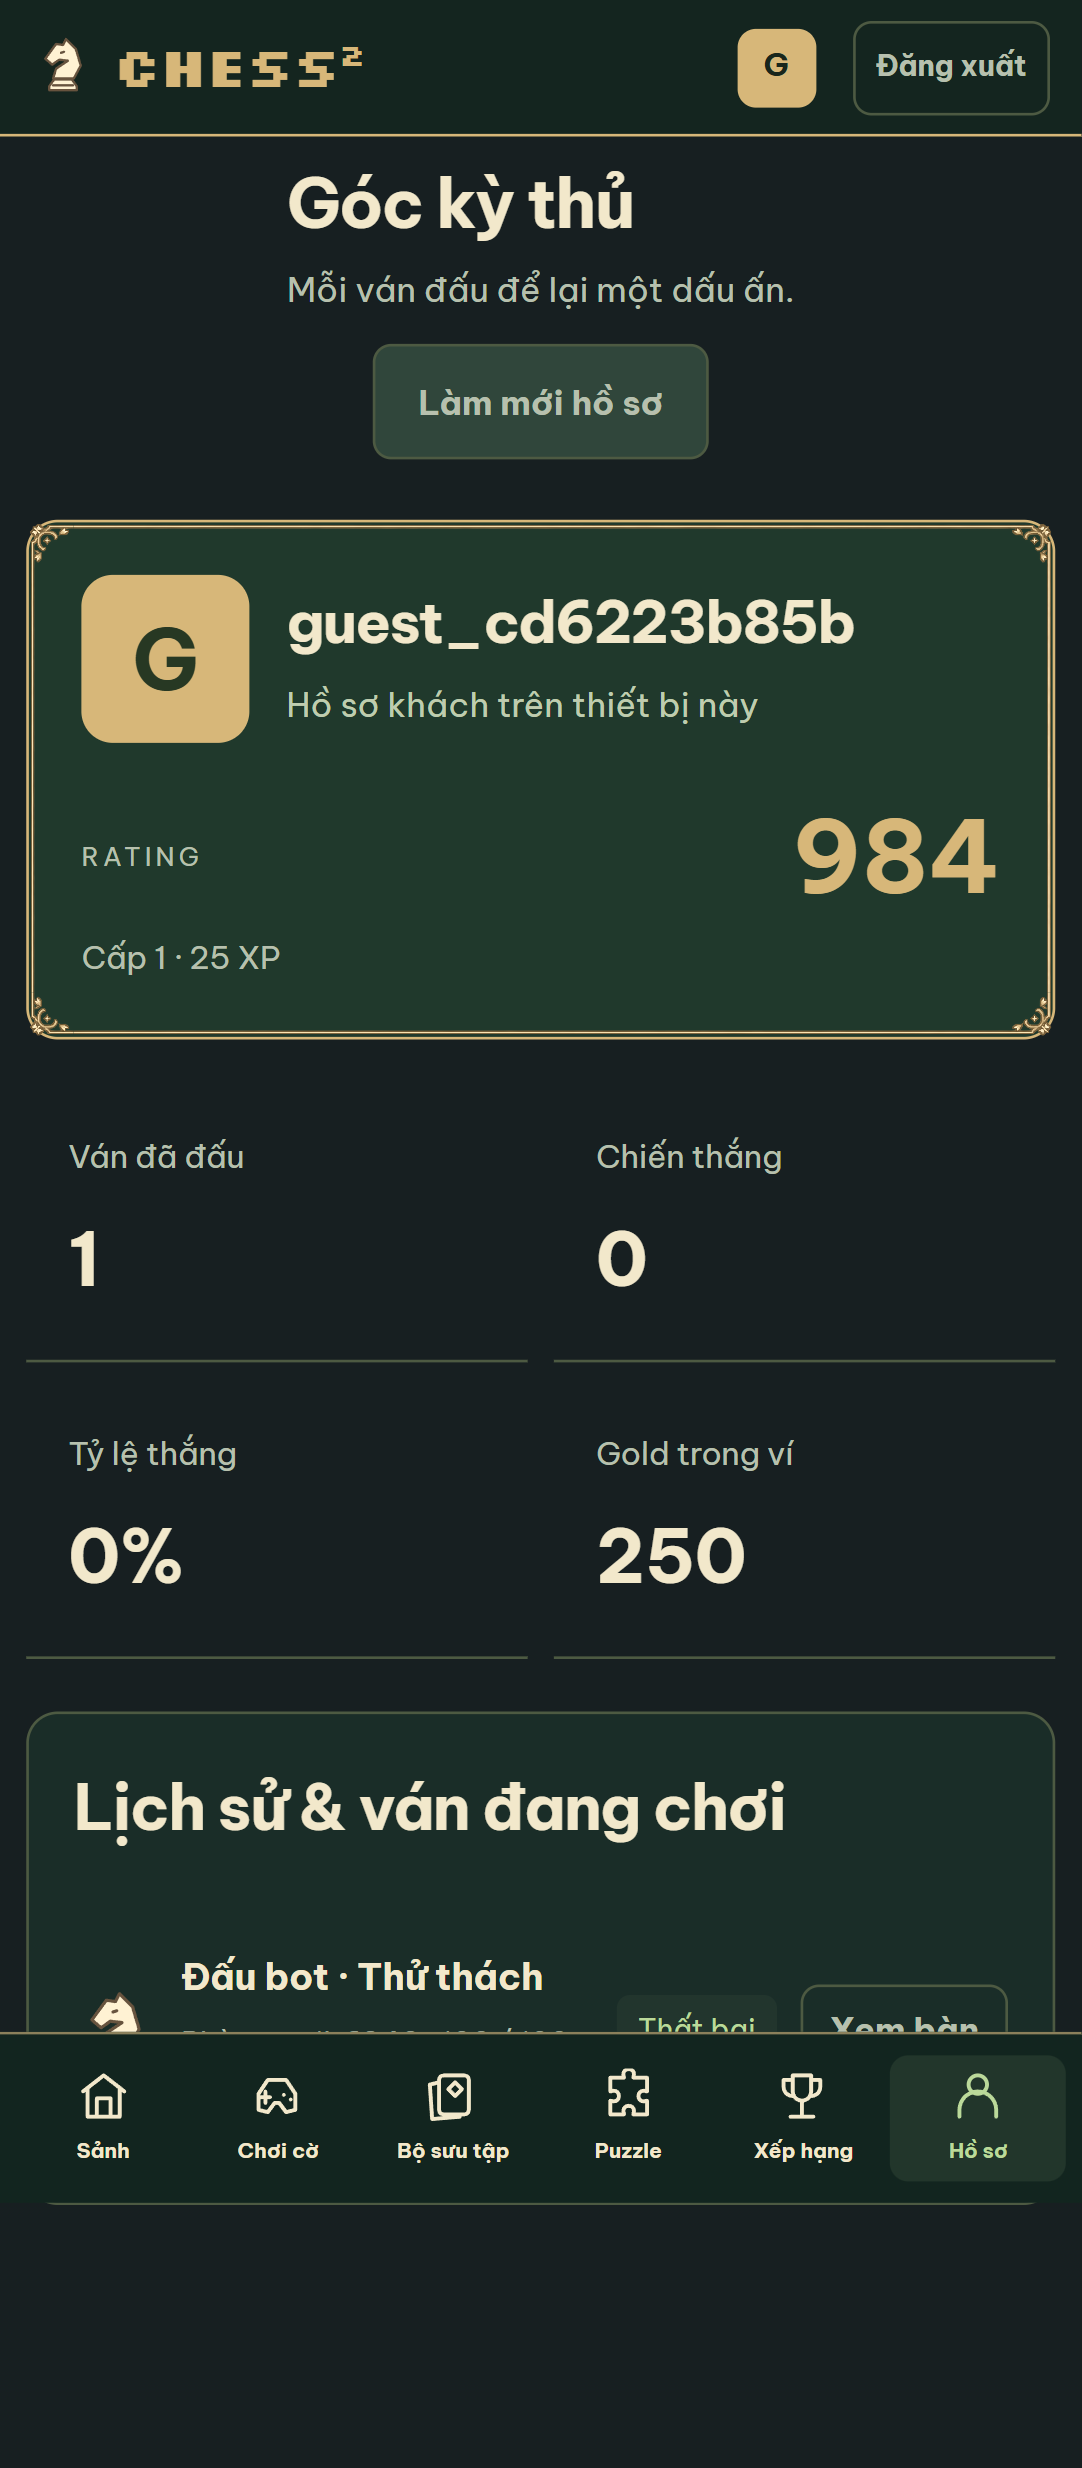 CHESS²
G
Đăng xuất
Góc kỳ thủ
Mỗi ván đấu để lại một dấu ấn.
Làm mới hồ sơ
G
guest_cd6223b85b
Hồ sơ khách trên thiết bị này
RATING
984
Cấp 1 · 25 XP
Ván đã đấu
1
Chiến thắng
0
Tỷ lệ thắng
0%
Gold trong ví
250
Lịch sử & ván đang chơi
Đấu bot · Thử thách
Thất bại
Xem bàn
Sảnh
Chơi cờ
Bộ sưu tập
Puzzle
Xếp hạng
Hồ sơ